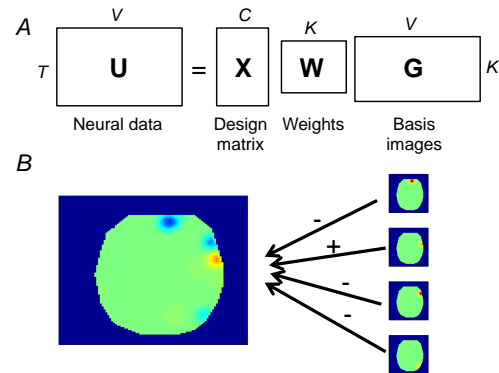 A
V
C
K
V
T
U
=
X
W
G
K
Neural data
Design
matrix
Weights
Basis
images
B
-
+
-
-